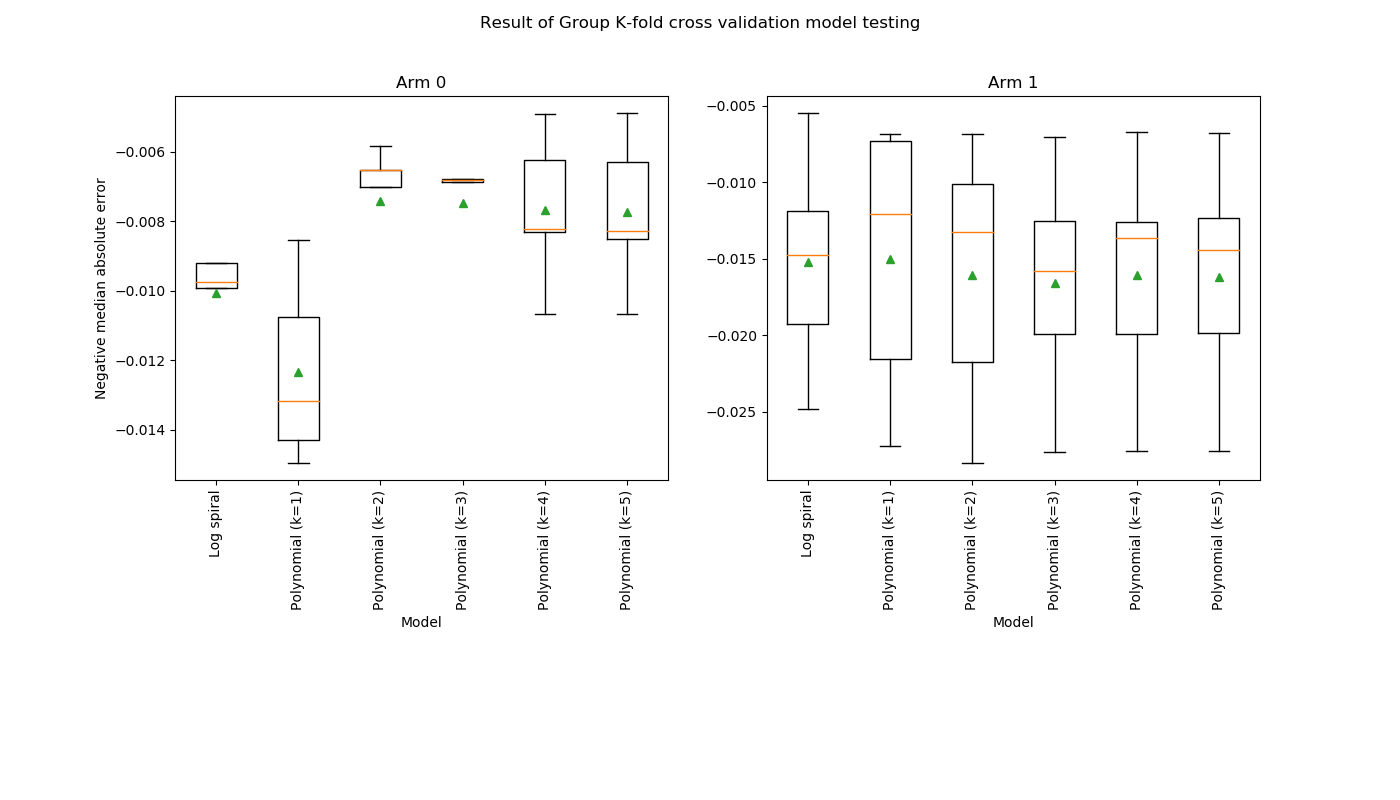 Result of Group K-fold cross validation model testing
Arm 0
Negative median absolute error
−0.006
−0.008
−0.010
−0.012
−0.014
Log spiral
Polynomial (k=1)
Polynomial (k=2)
Polynomial (k=3)
Polynomial (k=4)
Polynomial (k=5)
Model
Arm 1
−0.005
−0.010
−0.015
−0.020
−0.025
Log spiral
Polynomial (k=1)
Polynomial (k=2)
Polynomial (k=3)
Polynomial (k=4)
Polynomial (k=5)
Model